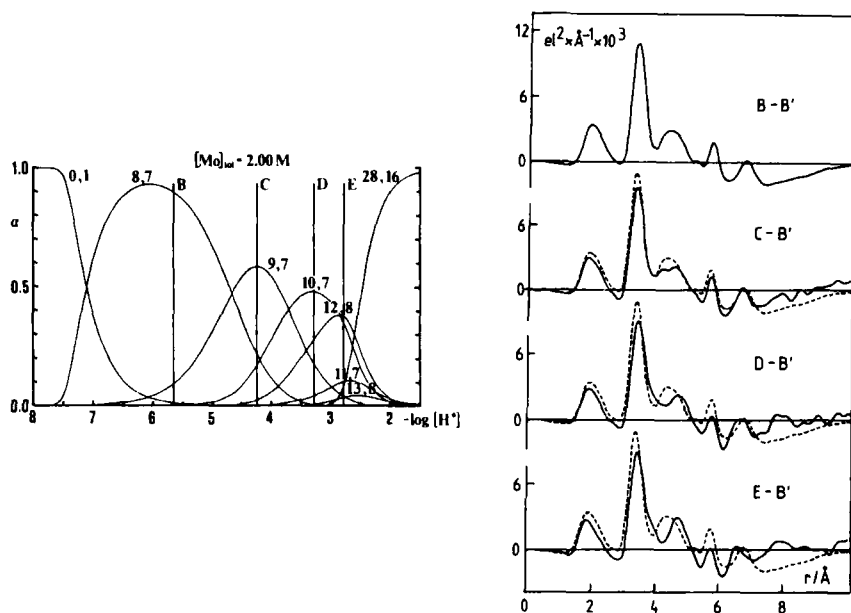 [Mo]tot = 2.00 M
1.0
α
0.5
0.0
0,1
8,7
B
C
D
E
28,16
9,7
10,7
12,8
11,7
13,8
8 7 6 5 4 3 2 -log [H⁺]
el²×Å⁻¹×10³
12
6
0
B-B'
6
0
C-B'
6
0
D-B'
6
0
E-B'
r/Å
0 2 4 6 8